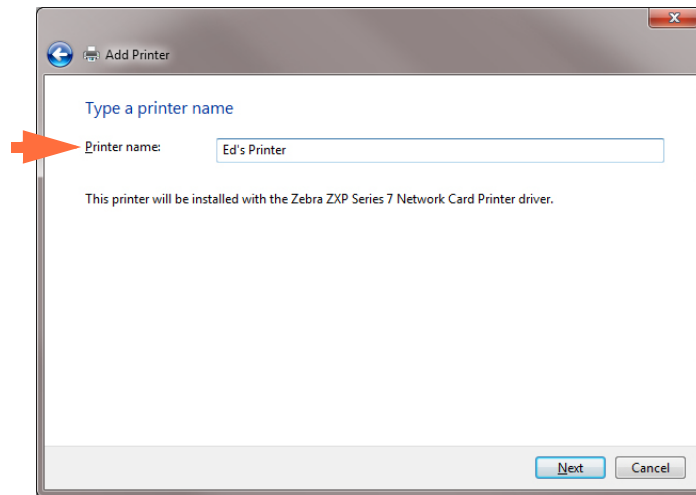 Add Printer
Type a printer name
Printer name:
Ed's Printer
This printer will be installed with the Zebra ZXP Series 7 Network Card Printer driver.
Next
Cancel